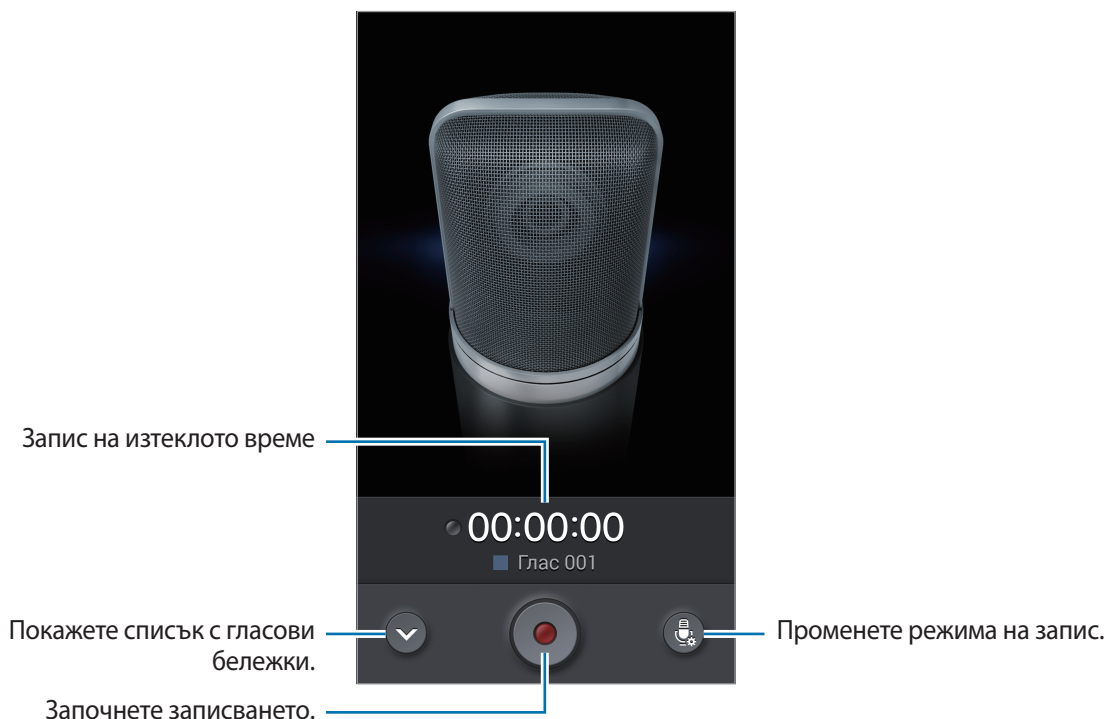 Запис на изтеклото време
00:00:00
Глас 001
Покажете списък с гласови
бележки.
Променете режима на запис.
Започнете записването.